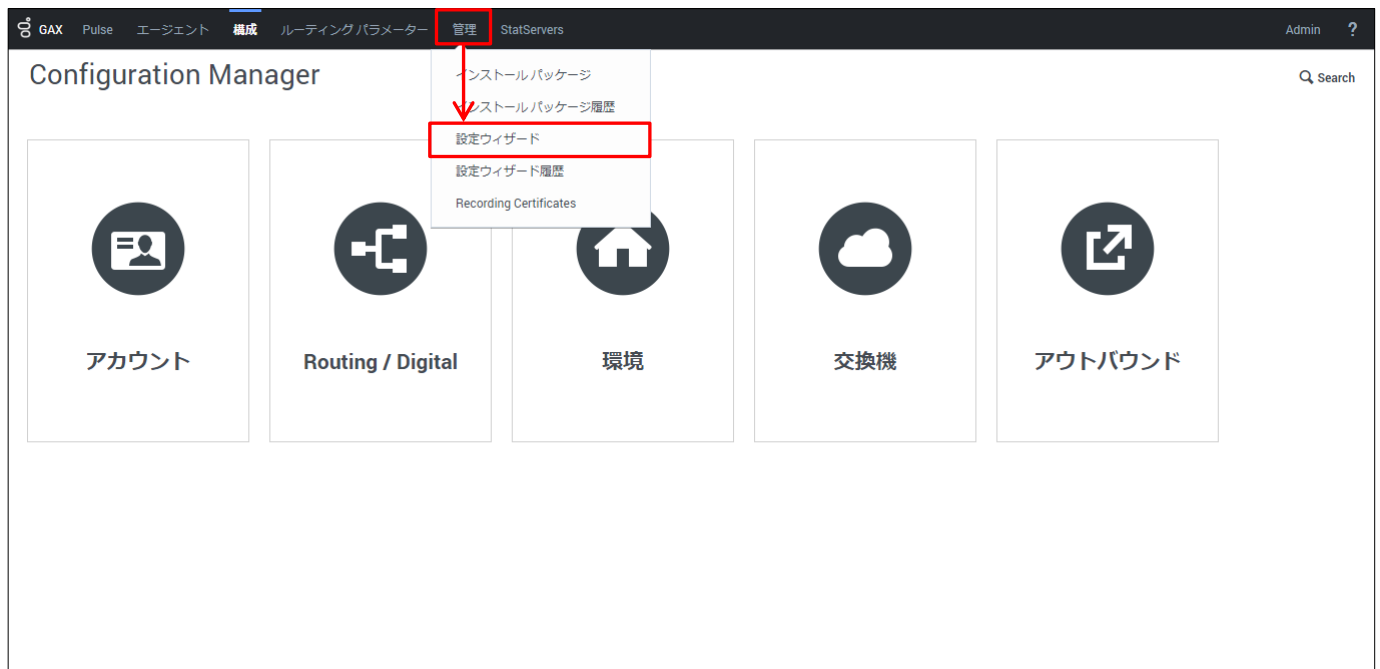 GAX Pulse エージェント 構成 ルーティング パラメーター 管理 StatServers Admin ?
Configuration Manager
Search
インストール パッケージ
インストール パッケージ履歴
設定ウィザード
設定ウィザード履歴
Recording Certificates
アカウント
Routing / Digital
環境
交換機
アウトバウンド